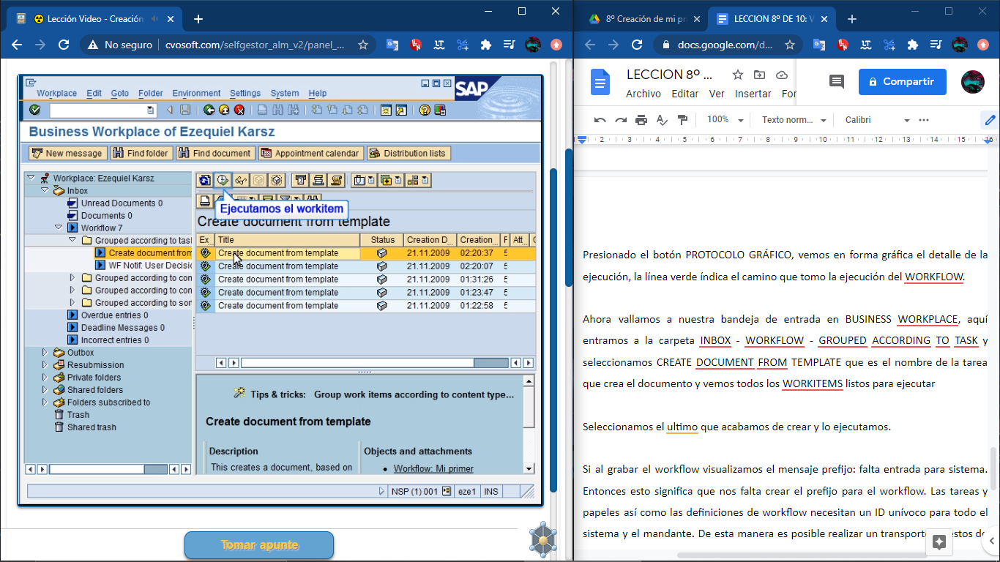 Lección Video - Creación
No seguro
cvosoft.com/selfgestor_alm_v2/panel_...
SAP
Workplace Edit Goto Folder Environment Settings System Help
Business Workplace of Ezequiel Karsz
New message Find folder Find document Appointment calendar Distribution lists
Workplace: Ezequiel Karsz
Inbox
Unread Documents 0
Documents 0
Workflow 7
Grouped according to tas
Create document from
WF Notif: User Decisi
Grouped according to con
Grouped according to con
Grouped according to sor
Overdue entries 0
Deadline Messages 0
Incorrect entries 0
Outbox
Resubmission
Private folders
Shared folders
Folders subscribed to
Trash
Shared trash
Ejecutamos el workitem
Create document from template
Ex... Title Status Creation D... Creation... Att...
Create document from template 21.11.2009 02:20:37 5
Create document from template 21.11.2009 02:20:07 5
Create document from template 21.11.2009 01:31:26 5
Create document from template 21.11.2009 01:23:47 5
Create document from template 21.11.2009 01:22:58 5
Tips & tricks: Group work items according to content type...
Create document from template
Description
This creates a document, based on
Objects and attachments
Workflow: Mi primer
NSP (1) 001 eze1 INS
Tomar apunte
8º Creación de mi pr
LECCION 8º DE 10: V
docs.google.com/d...
LECCION 8º ...
Archivo Editar Ver Insertar For
Compartir
100% Texto norm... Calibri
2 3 4 5 6 7 8 9 10 11 12 13 14 15 16
Presionado el botón PROTOCOLO GRÁFICO, vemos en forma gráfica el detalle de la
ejecución, la línea verde índica el camino que tomo la ejecución del WORKFLOW.
Ahora vallamos a nuestra bandeja de entrada en BUSINESS WORKPLACE, aquí
entramos a la carpeta INBOX - WORKFLOW - GROUPED ACCORDING TO TASK y
seleccionamos CREATE DOCUMENT FROM TEMPLATE que es el nombre de la tarea
que crea el documento y vemos todos los WORKITEMS listos para ejecutar
Seleccionamos el ultimo que acabamos de crear y lo ejecutamos.
Si al grabar el workflow visualizamos el mensaje prefijo: falta entrada para sistema.
Entonces esto significa que nos falta crear el prefijo para el workflow. Las tareas y
papeles así como las definiciones de workflow necesitan un ID unívoco para todo el
sistema y el mandante. De esta manera es posible realizar un transporte